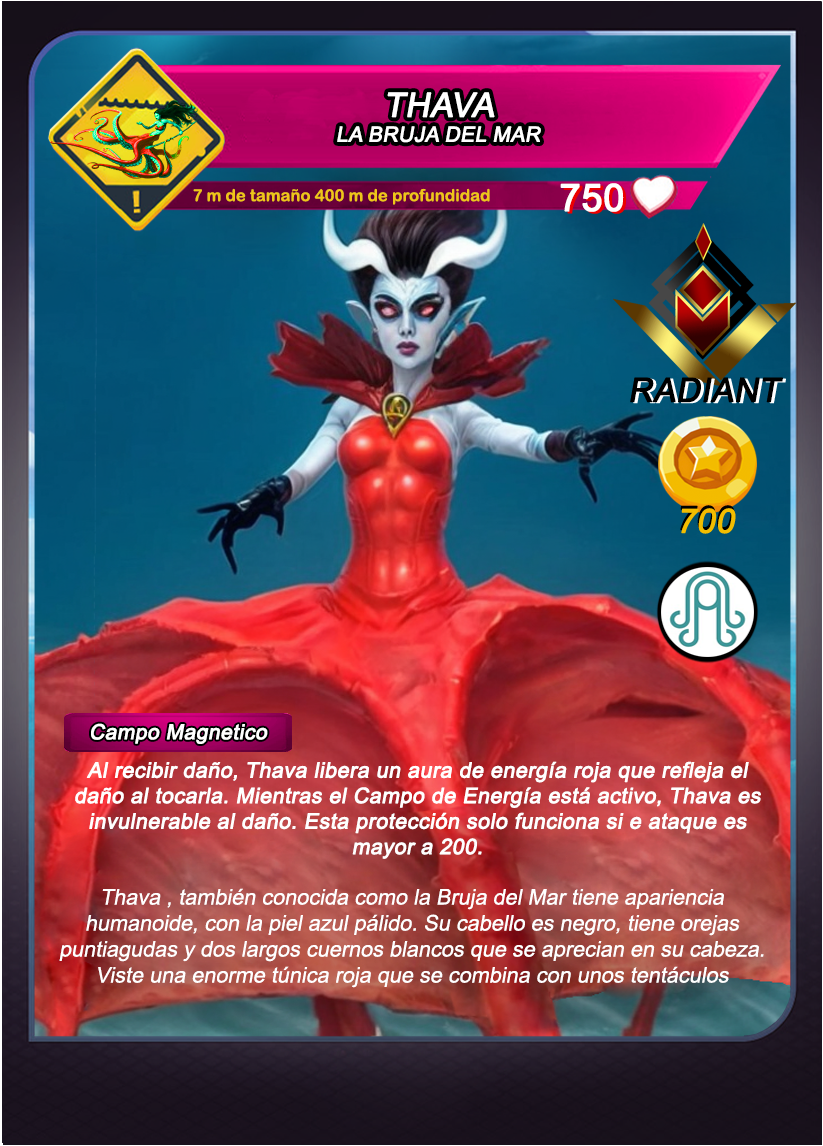 THAVA
LA BRUJA DEL MAR
!
7 m de tamaño 400 m de profundidad
750
RADIANT
700
Campo Magnetico
Al recibir daño, Thava libera un aura de energía roja que refleja el
daño al tocarla. Mientras el Campo de Energía está activo, Thava es
invulnerable al daño. Esta protección solo funciona si e ataque es
mayor a 200.
Thava , también conocida como la Bruja del Mar tiene apariencia
humanoide, con la piel azul pálido. Su cabello es negro, tiene orejas
puntiagudas y dos largos cuernos blancos que se aprecian en su cabeza.
Viste una enorme túnica roja que se combina con unos tentáculos